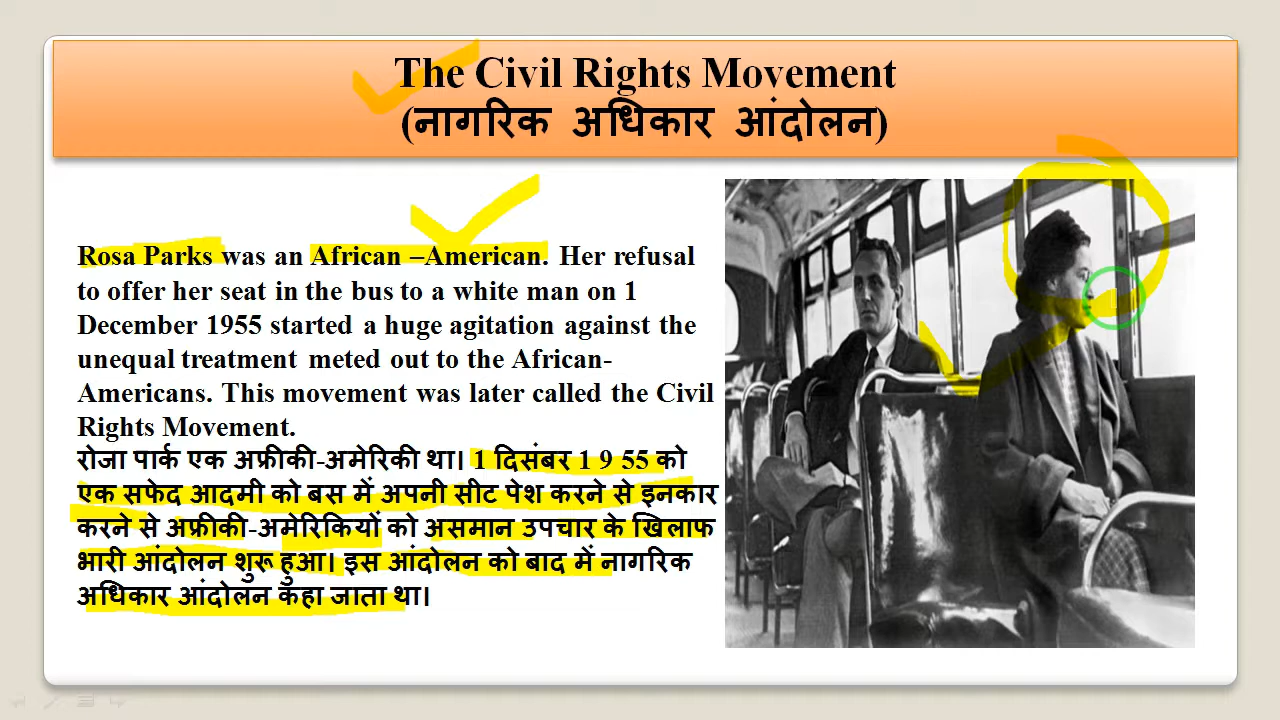 The Civil Rights Movement
(नागरिक अधिकार आंदोलन)
Rosa Parks was an African –American. Her refusal
to offer her seat in the bus to a white man on 1
December 1955 started a huge agitation against the
unequal treatment meted out to the African-
Americans. This movement was later called the Civil
Rights Movement.
रोजा पार्क एक अफ्रीकी-अमेरिकी था। 1 दिसंबर 1 9 55 को
एक सफेद आदमी को बस में अपनी सीट पेश करने से इनकार
करने से अफ्रीकी-अमेरिकियों को असमान उपचार के खिलाफ
भारी आंदोलन शुरू हुआ। इस आंदोलन को बाद में नागरिक
अधिकार आंदोलन कहा जाता था।